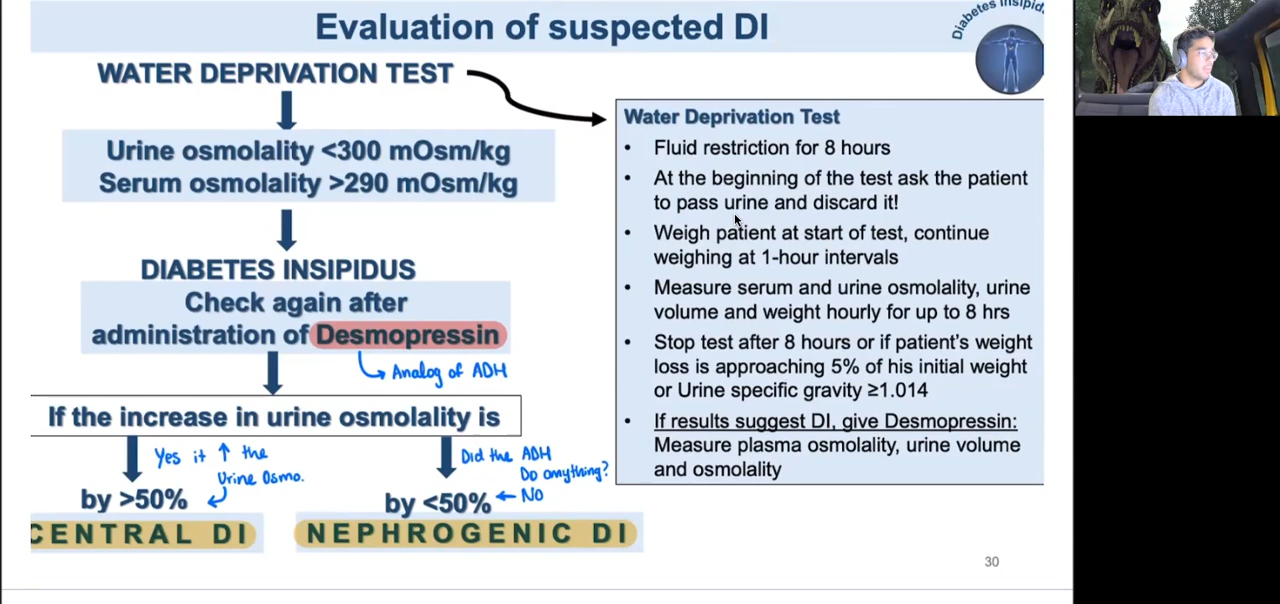 Evaluation of suspected DI
Diabetes Insipid
WATER DEPRIVATION TEST
Urine osmolality <300 mOsm/kg
Serum osmolality >290 mOsm/kg
DIABETES INSIPIDUS
Check again after
administration of Desmopressin
Analog of ADH
If the increase in urine osmolality is
Yes it ↑ the
Urine Osmo.
by >50%
CENTRAL DI
Did the ADH
Do anything?
← No
by <50%
NEPHROGENIC DI
Water Deprivation Test
• Fluid restriction for 8 hours
• At the beginning of the test ask the patient
to pass urine and discard it!
• Weigh patient at start of test, continue
weighing at 1-hour intervals
• Measure serum and urine osmolality, urine
volume and weight hourly for up to 8 hrs
• Stop test after 8 hours or if patient's weight
loss is approaching 5% of his initial weight
or Urine specific gravity ≥1.014
• If results suggest DI, give Desmopressin:
Measure plasma osmolality, urine volume
and osmolality
30